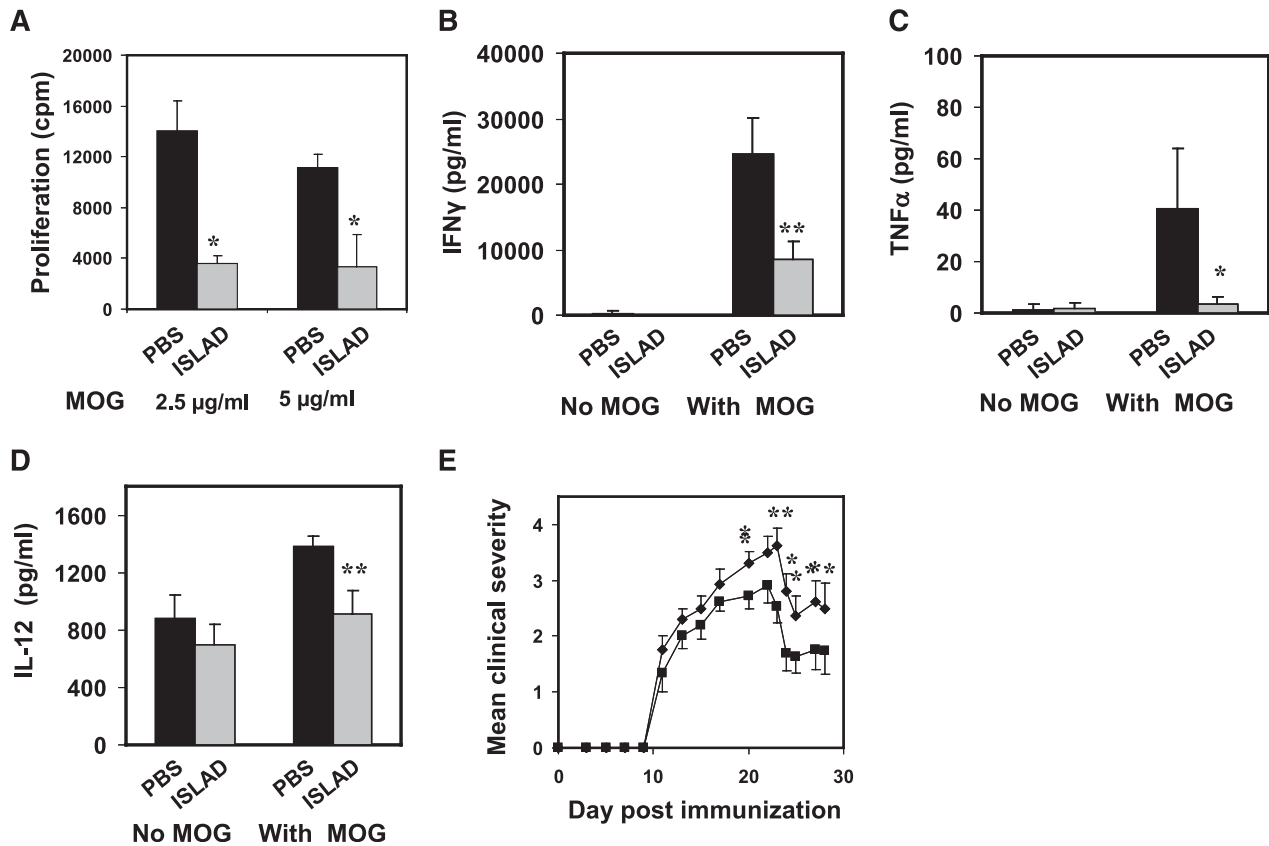 A
Proliferation (cpm)
20000
16000
12000
8000
4000
0
*
*
PBS
ISLAD
PBS
ISLAD
MOG 2.5 µg/ml 5 µg/ml
B
IFNγ (pg/ml)
40000
30000
20000
10000
0
**
PBS
ISLAD
PBS
ISLAD
No MOG With MOG
C
TNFα (pg/ml)
100
80
60
40
20
0
*
PBS
ISLAD
PBS
ISLAD
No MOG With MOG
D
IL-12 (pg/ml)
1600
1200
800
400
0
**
PBS
ISLAD
PBS
ISLAD
No MOG With MOG
E
Mean clinical severity
4
3
2
1
0
**
**
*
*
**
0 10 20 30
Day post immunization